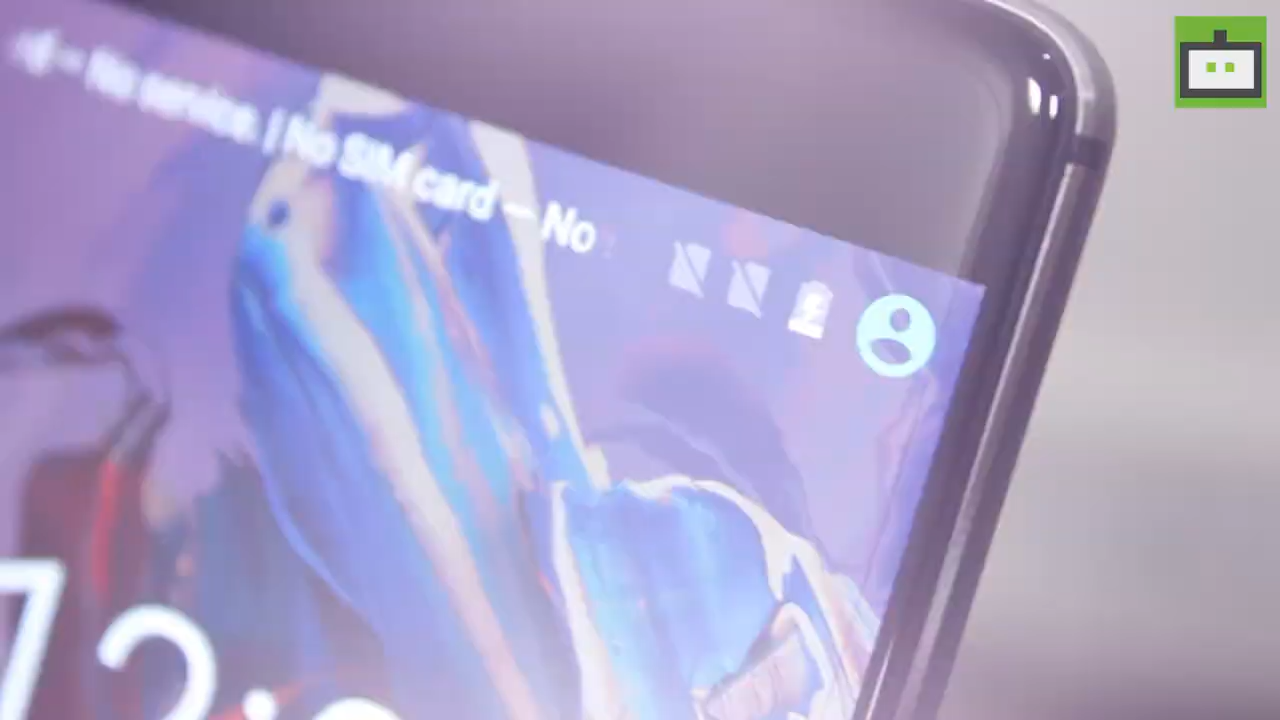 — No service. | No SIM card — No